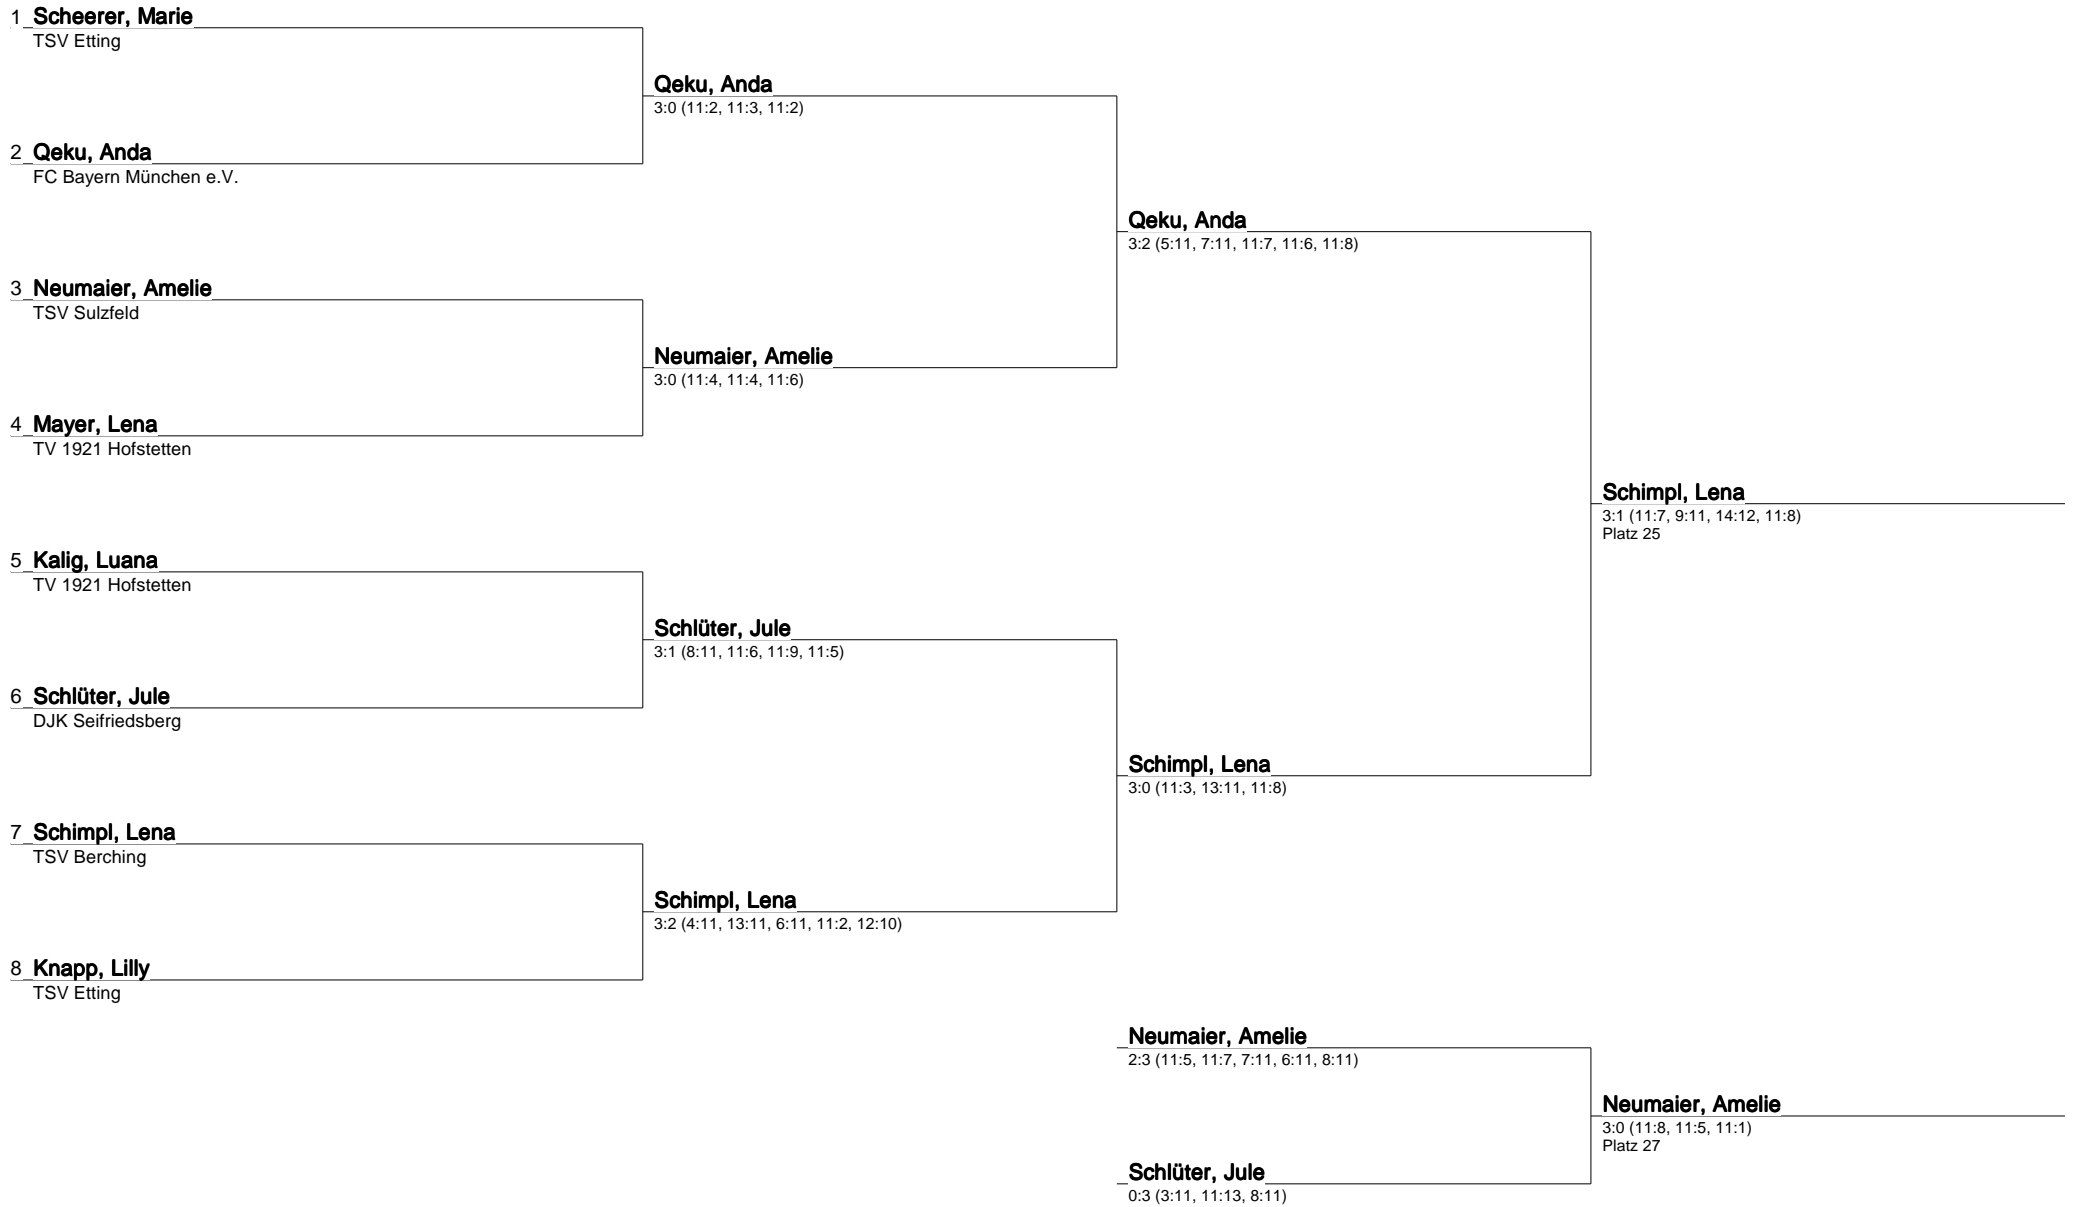 1 Scheerer, Marie
TSV Etting
Qeku, Anda
3:0 (11:2, 11:3, 11:2)
2 Qeku, Anda
FC Bayern München e.V.
Qeku, Anda
3:2 (5:11, 7:11, 11:7, 11:6, 11:8)
3 Neumaier, Amelie
TSV Sulzfeld
Neumaier, Amelie
3:0 (11:4, 11:4, 11:6)
4 Mayer, Lena
TV 1921 Hofstetten
Schimpl, Lena
3:1 (11:7, 9:11, 14:12, 11:8)
Platz 25
5 Kalig, Luana
TV 1921 Hofstetten
Schlüter, Jule
3:1 (8:11, 11:6, 11:9, 11:5)
6 Schlüter, Jule
DJK Seifriedsberg
Schimpl, Lena
3:0 (11:3, 13:11, 11:8)
7 Schimpl, Lena
TSV Berching
Schimpl, Lena
3:2 (4:11, 13:11, 6:11, 11:2, 12:10)
8 Knapp, Lilly
TSV Etting
Neumaier, Amelie
2:3 (11:5, 11:7, 7:11, 6:11, 8:11)
Neumaier, Amelie
3:0 (11:8, 11:5, 11:1)
Platz 27
Schlüter, Jule
0:3 (3:11, 11:13, 8:11)